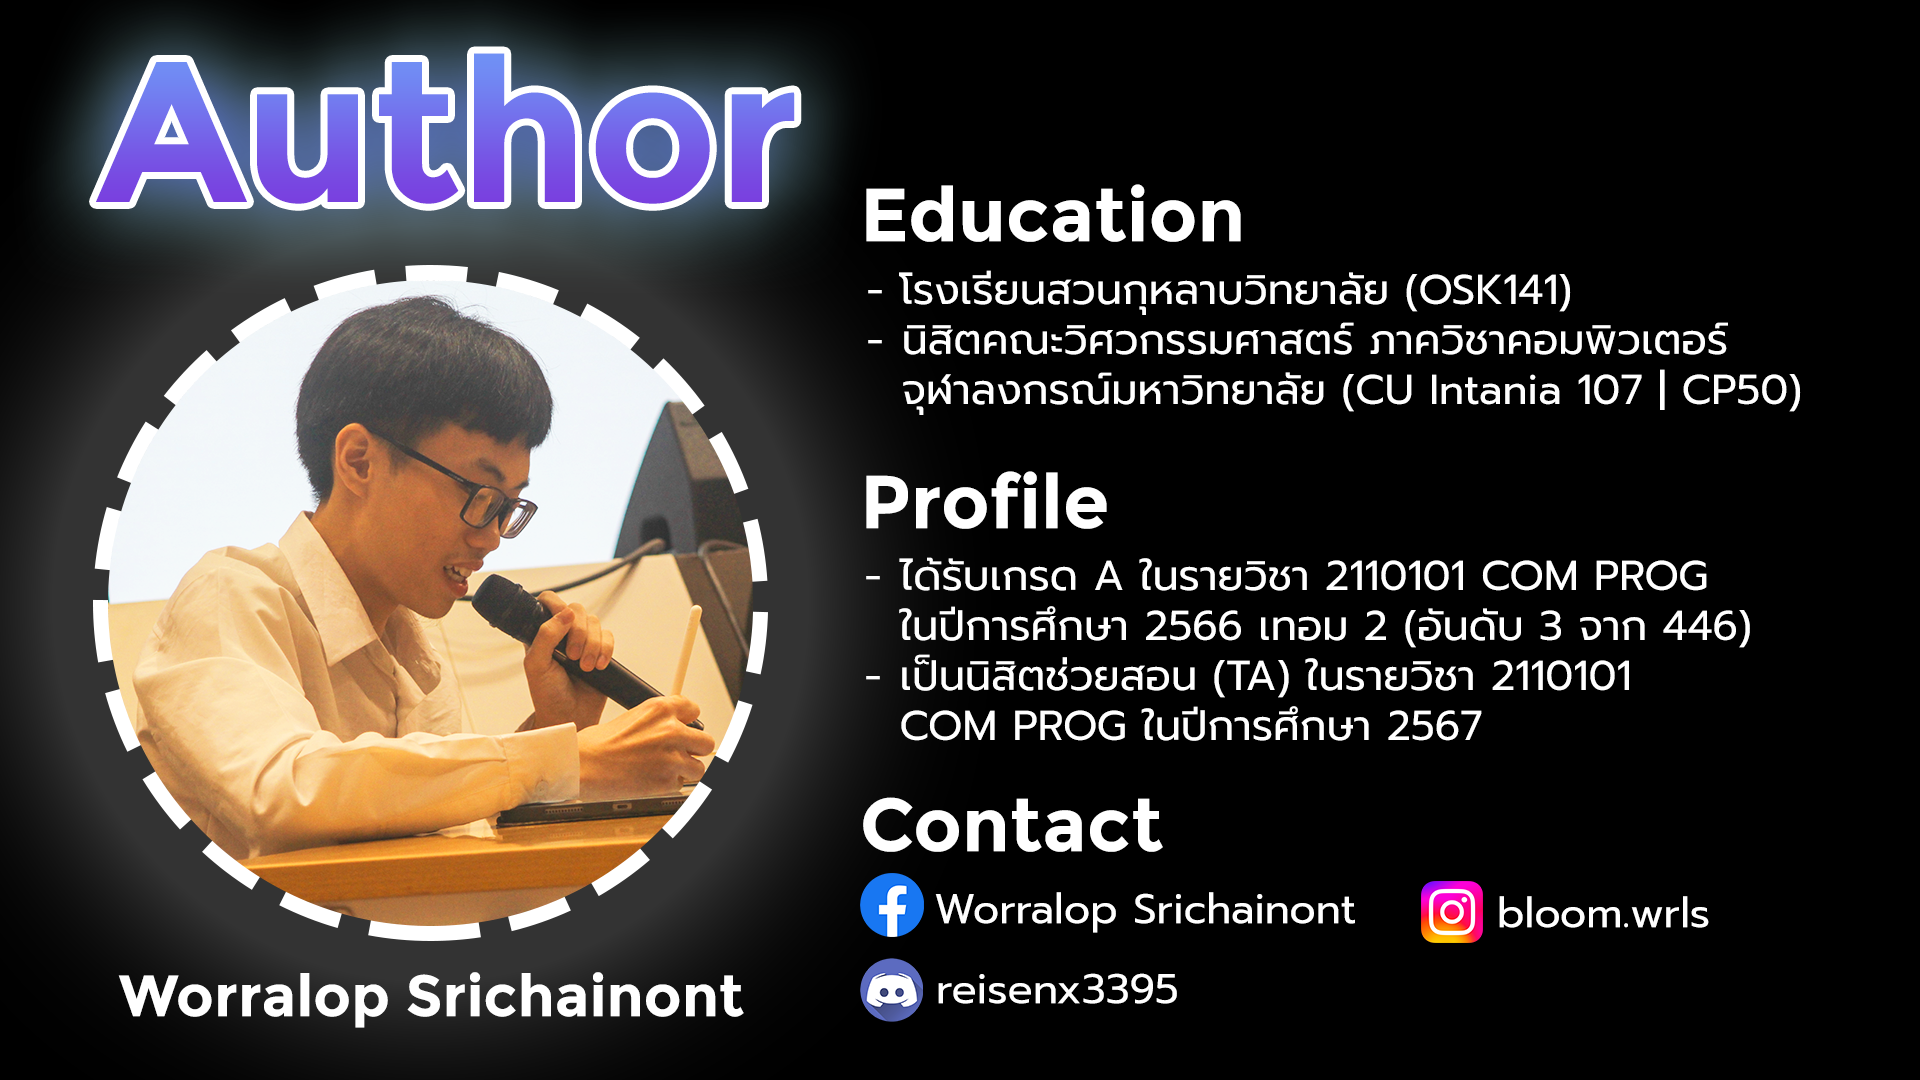 Author
Education
- โรงเรียนสวนกุหลาบวิทยาลัย (OSK141)
- นิสิตคณะวิศวกรรมศาสตร์ ภาควิชาคอมพิวเตอร์
จุฬาลงกรณ์มหาวิทยาลัย (CU Intania 107 | CP50)
Profile
- ได้รับเกรด A ในรายวิชา 2110101 COM PROG
ในปีการศึกษา 2566 เทอม 2 (อันดับ 3 จาก 446)
- เป็นนิสิตช่วยสอน (TA) ในรายวิชา 2110101
COM PROG ในปีการศึกษา 2567
Contact
Worralop Srichainont
bloom.wrls
reisenx3395
Worralop Srichainont